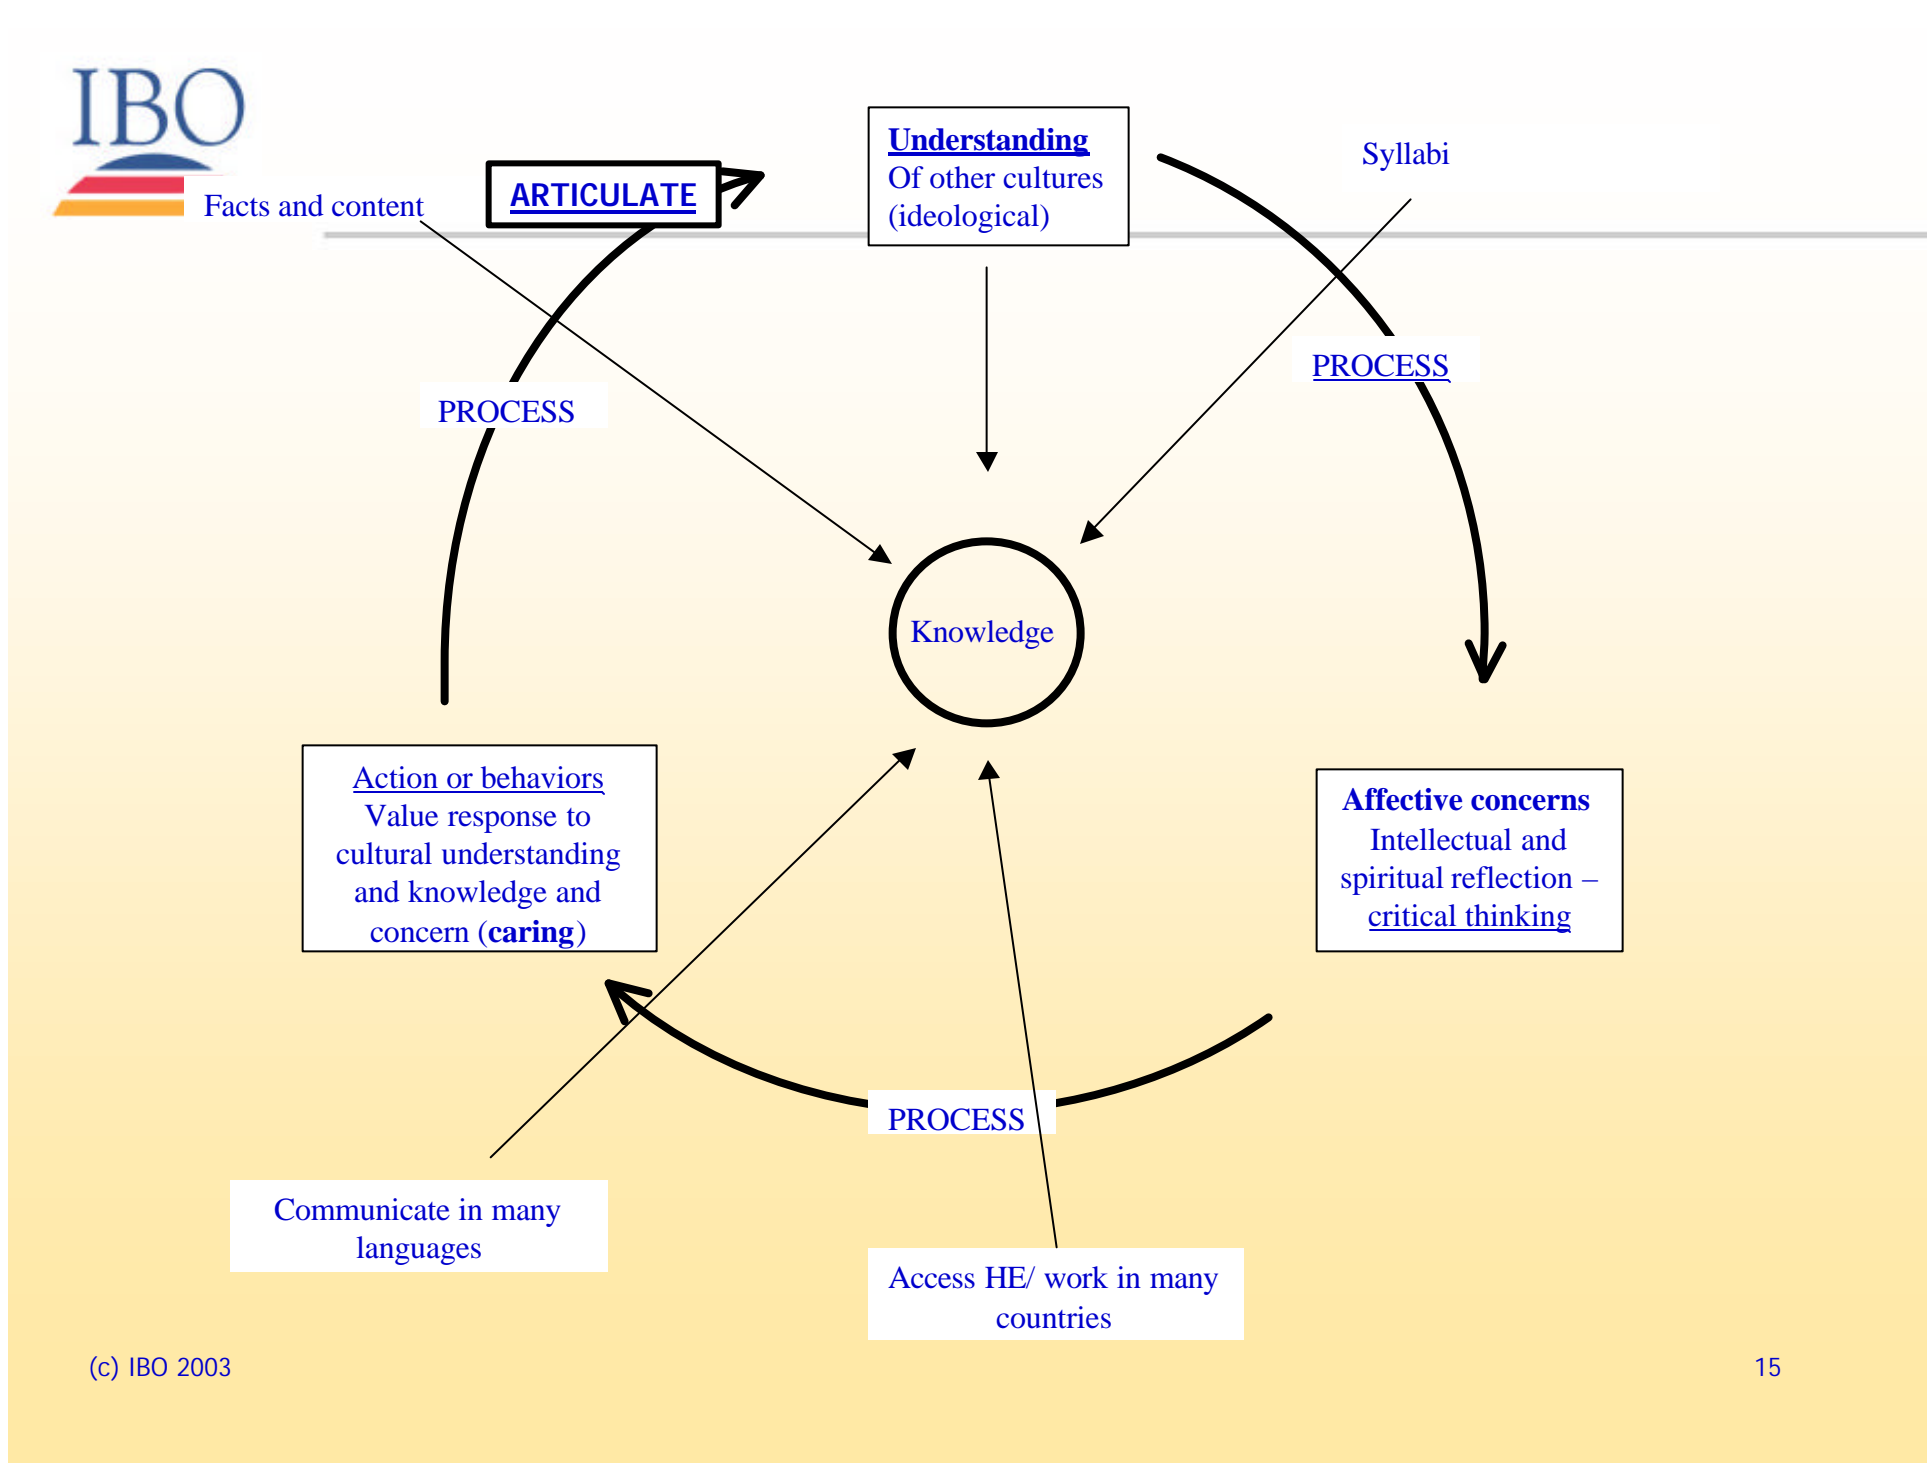 IBO
Understanding
Of other cultures
(ideological)
Syllabi
ARTICULATE
Facts and content
PROCESS
PROCESS
Knowledge
Action or behaviors
Value response to
cultural understanding
and knowledge and
concern (caring)
Affective concerns
Intellectual and
spiritual reflection –
critical thinking
PROCESS
Communicate in many
languages
Access HE/ work in many
countries
(c) IBO 2003
15